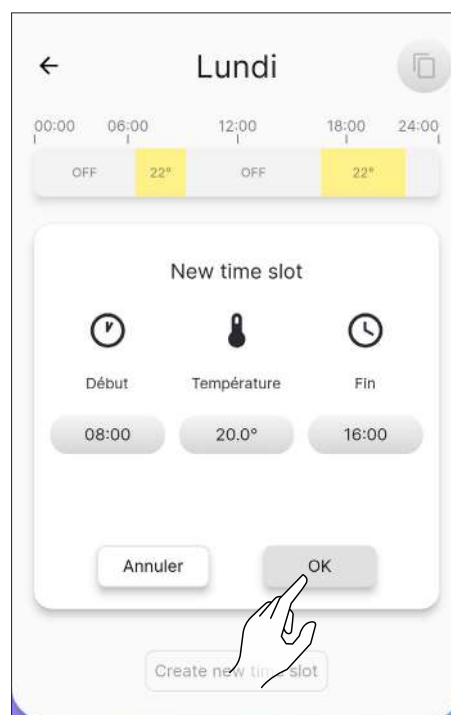 Lundi
00:00 06:00 12:00 18:00 24:00
OFF 22° OFF 22°
New time slot
Début Température Fin
08:00 20.0° 16:00
Annuler OK
Create new time slot